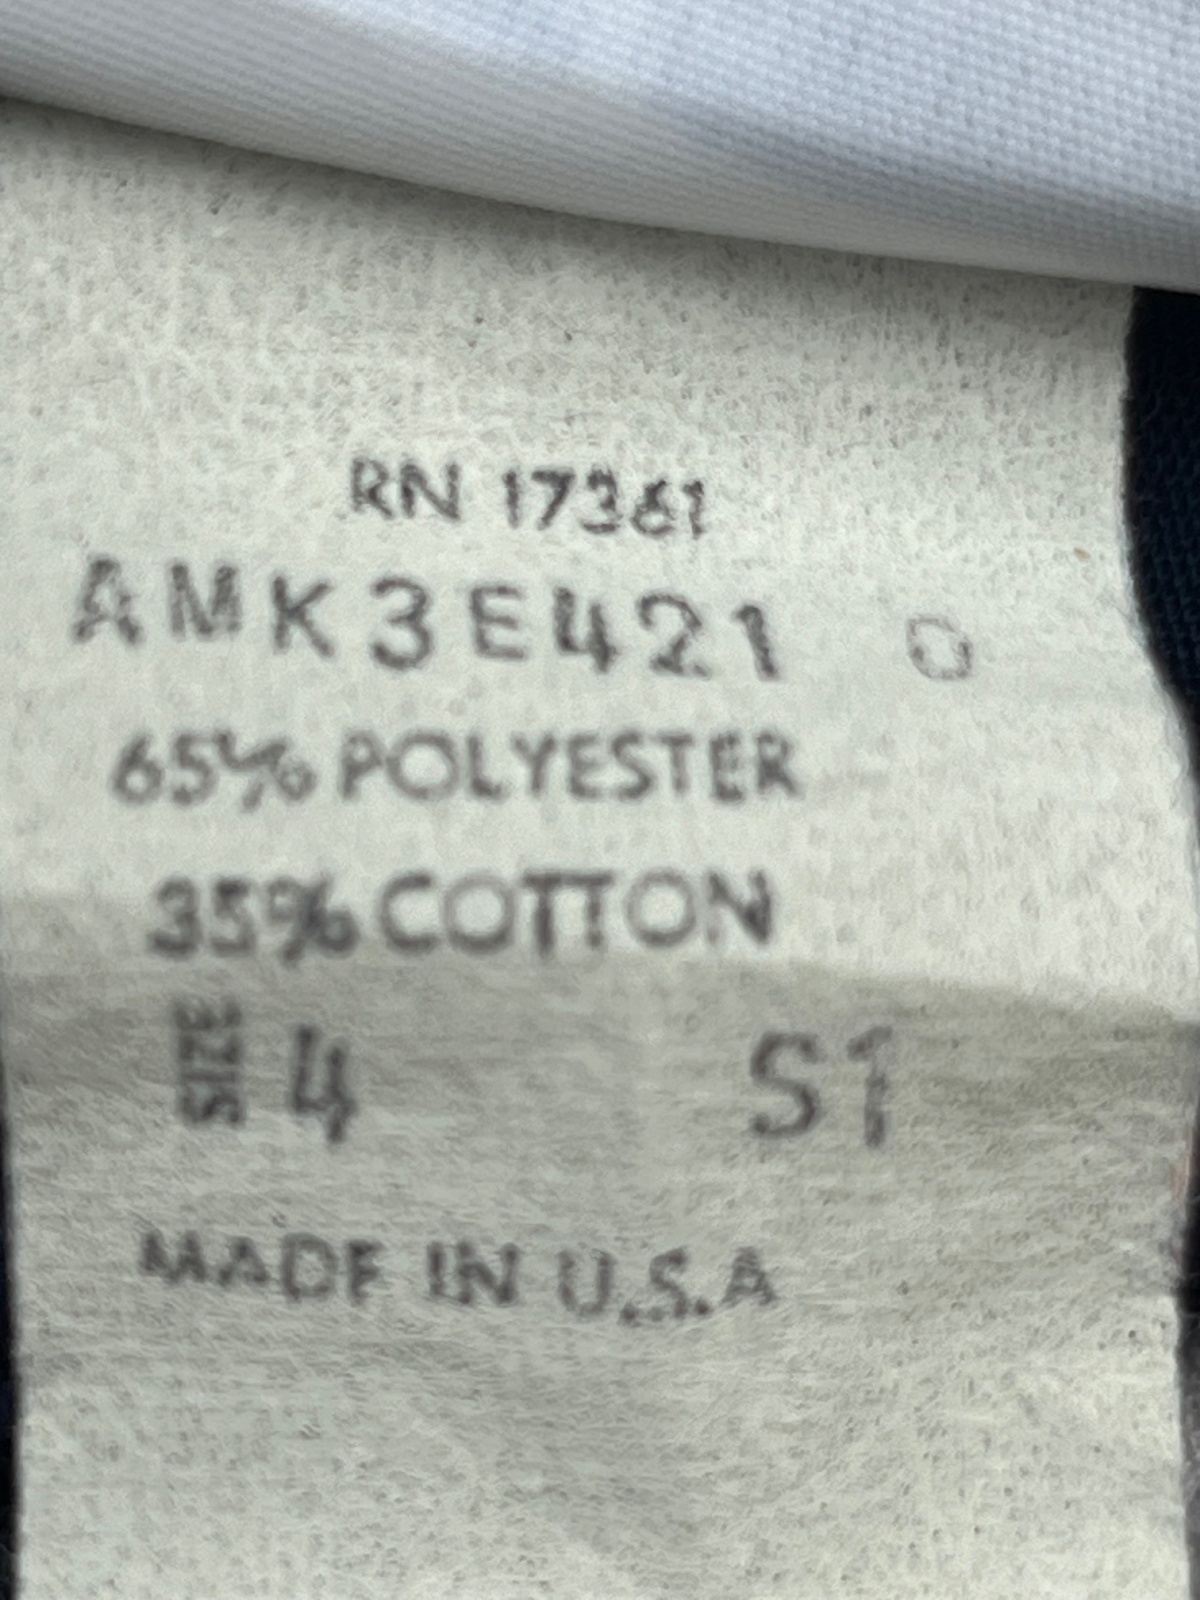 RN 17361
AMK3E421 O
65% POLYESTER
35% COTTON
SIZE 4 S1
MADE IN U.S.A